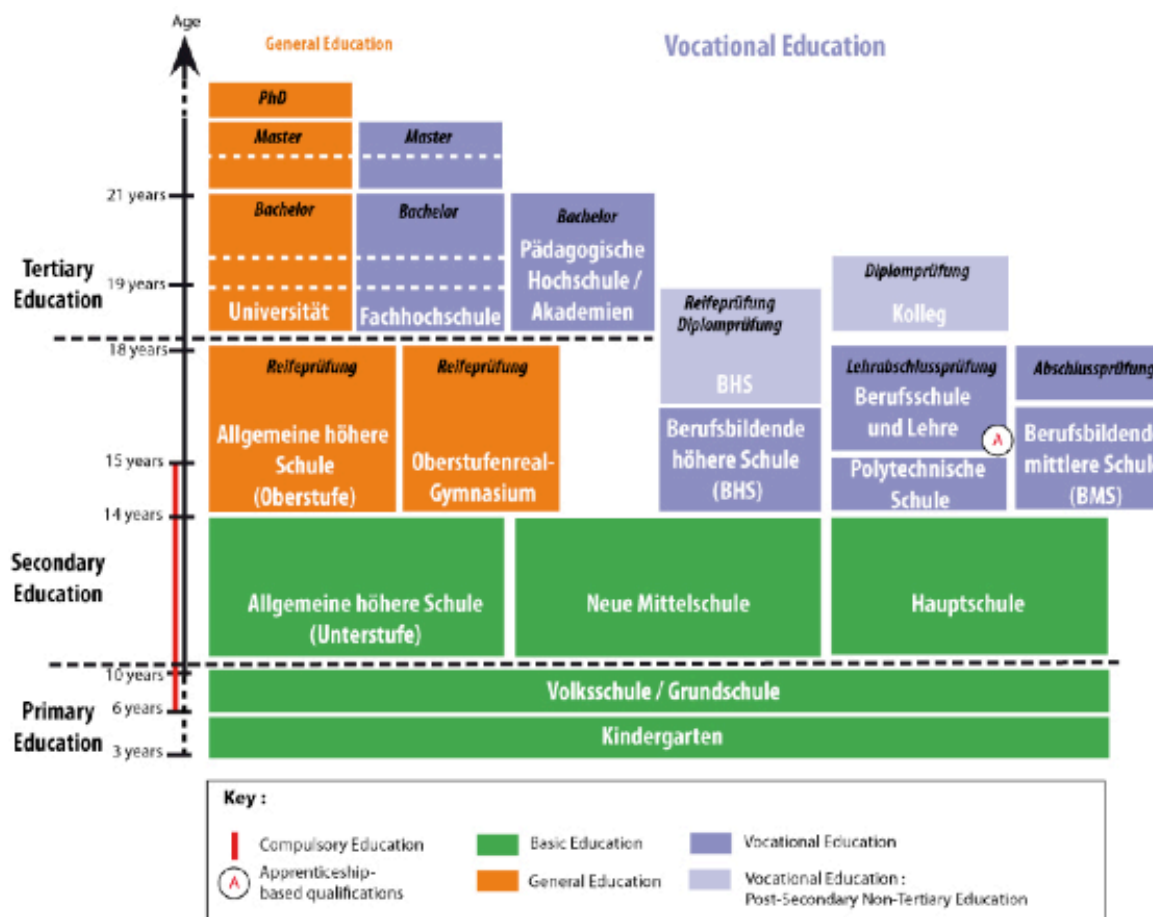 Age
General Education
Vocational Education
PhD
Master
Master
21 years
Bachelor
Bachelor
Bachelor
Pädagogische
Hochschule /
Akademien
Tertiary
Education
19 years
Universität
Fachhochschule
Reifeprüfung
Diplomprüfung
BHS
Diplomprüfung
Kolleg
18 years
Reifeprüfung
Allgemeine höhere
Schule
(Oberstufe)
Reifeprüfung
Oberstufenreal-
Gymnasium
Berufsbildende
höhere Schule
(BHS)
Lehrabschlussprüfung
Berufsschule
und Lehre
A
Polytechnische
Schule
Abschlussprüfung
Berufsbildende
mittlere Schule
(BMS)
15 years
14 years
Secondary
Education
Allgemeine höhere Schule
(Unterstufe)
Neue Mittelschule
Hauptschule
10 years
Volksschule / Grundschule
6 years
Primary
Education
Kindergarten
3 years
Key :
Compulsory Education
A
Apprenticeship-
based qualifications
Basic Education
General Education
Vocational Education
Vocational Education :
Post-Secondary Non-Tertiary Education